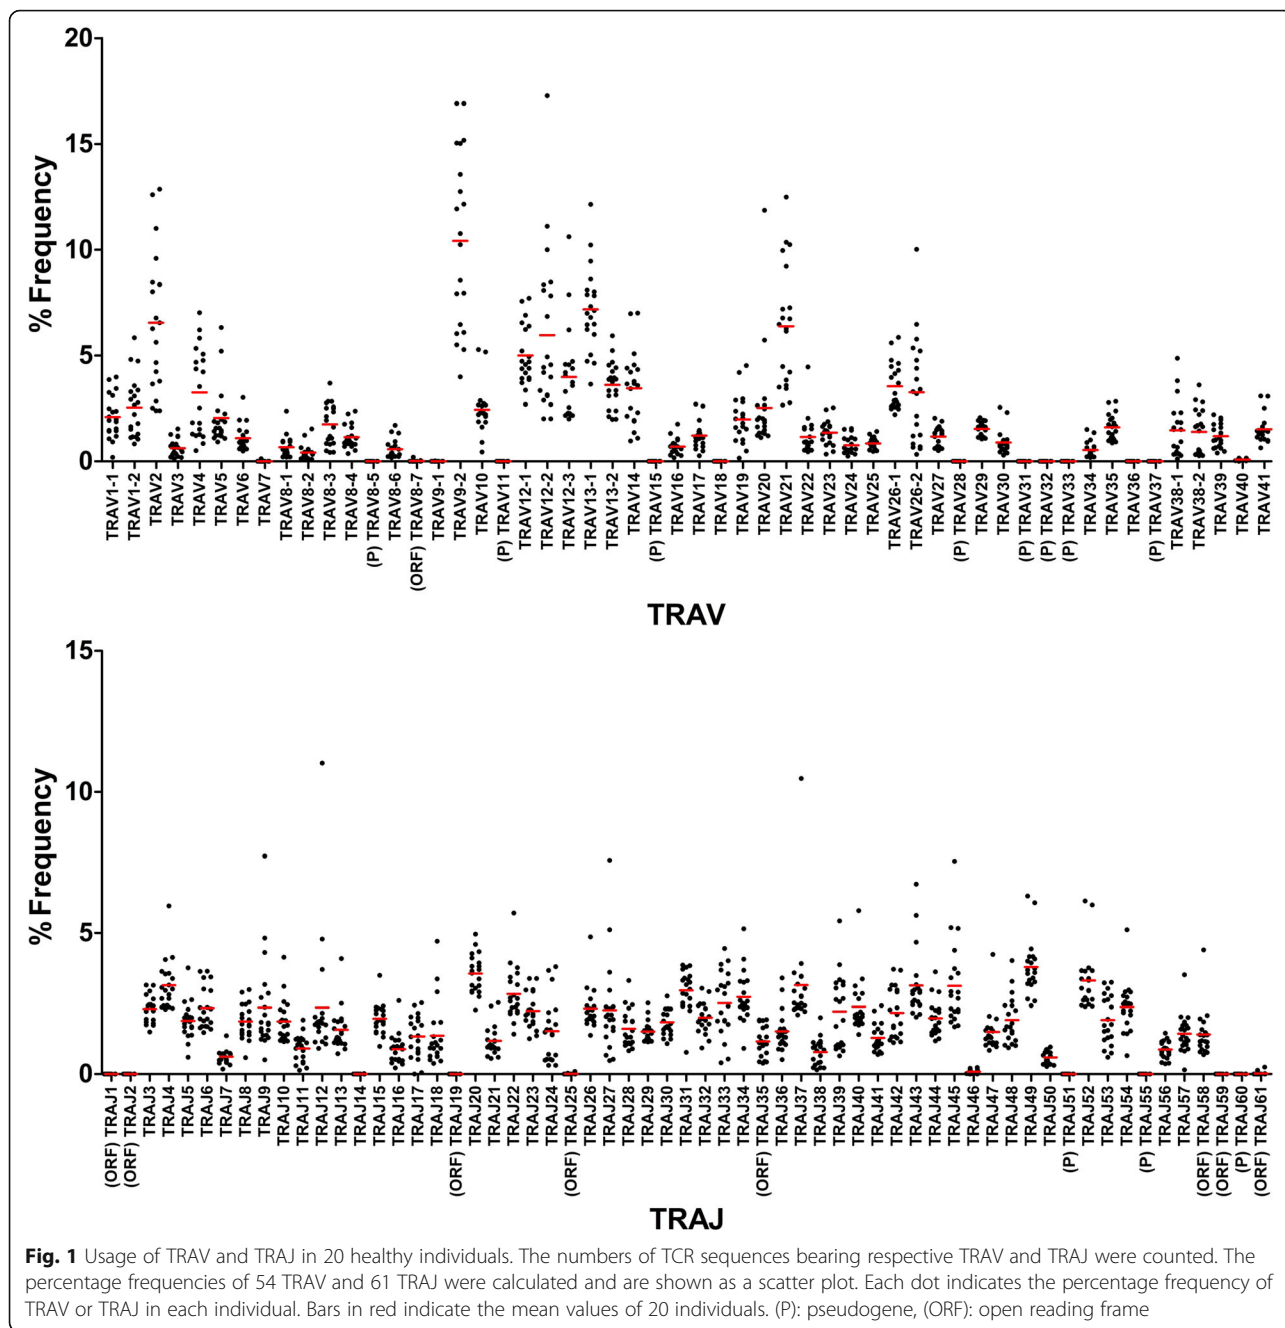 20
15
10
5
0
% Frequency
TRAV1-1
TRAV1-2
TRAV2
TRAV3
TRAV4
TRAV5
TRAV6
TRAV7
TRAV8-1
TRAV8-2
TRAV8-3
TRAV8-4
(P) TRAV8-5
TRAV8-6
(ORF) TRAV8-7
TRAV9-1
TRAV9-2
TRAV10
(P) TRAV11
TRAV12-1
TRAV12-2
TRAV12-3
TRAV13-1
TRAV13-2
TRAV14
(P) TRAV15
TRAV16
TRAV17
TRAV18
TRAV19
TRAV20
TRAV21
TRAV22
TRAV23
TRAV24
TRAV25
TRAV26-1
TRAV26-2
TRAV27
(P) TRAV28
TRAV29
TRAV30
(P) TRAV31
(P) TRAV32
(P) TRAV33
TRAV34
TRAV35
TRAV36
(P) TRAV37
TRAV38-1
TRAV38-2
TRAV39
TRAV40
TRAV41
TRAV
15
10
5
0
% Frequency
(ORF) TRAJ1
(ORF) TRAJ2
TRAJ3
TRAJ4
TRAJ5
TRAJ6
TRAJ7
TRAJ8
TRAJ9
TRAJ10
TRAJ11
TRAJ12
TRAJ13
TRAJ14
TRAJ15
TRAJ16
TRAJ17
TRAJ18
(ORF) TRAJ19
TRAJ20
TRAJ21
TRAJ22
TRAJ23
TRAJ24
(ORF) TRAJ25
TRAJ26
TRAJ27
TRAJ28
TRAJ29
TRAJ30
TRAJ31
TRAJ32
TRAJ33
TRAJ34
(ORF) TRAJ35
TRAJ36
TRAJ37
TRAJ38
TRAJ39
TRAJ40
TRAJ41
TRAJ42
TRAJ43
TRAJ44
TRAJ45
TRAJ46
TRAJ47
TRAJ48
TRAJ49
TRAJ50
(P) TRAJ51
TRAJ52
TRAJ53
TRAJ54
(P) TRAJ55
TRAJ56
TRAJ57
(ORF) TRAJ58
(ORF) TRAJ59
(P) TRAJ60
(ORF) TRAJ61
TRAJ
Fig. 1 Usage of TRAV and TRAJ in 20 healthy individuals. The numbers of TCR sequences bearing respective TRAV and TRAJ were counted. The
percentage frequencies of 54 TRAV and 61 TRAJ were calculated and are shown as a scatter plot. Each dot indicates the percentage frequency of
TRAV or TRAJ in each individual. Bars in red indicate the mean values of 20 individuals. (P): pseudogene, (ORF): open reading frame